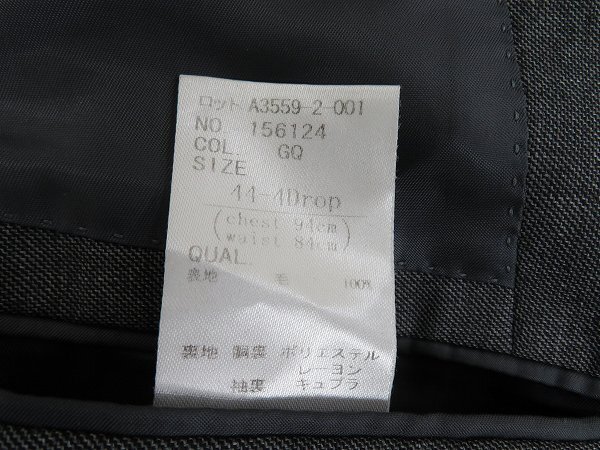 ロット A3559-2-001
NO. 156124
COL. GQ
SIZE
44-4Drop
(chest 94cm
waist 84cm)
QUAL.
表地 毛 100%
裏地 胴裏 ポリエステル
レーヨン
袖裏 キュプラ